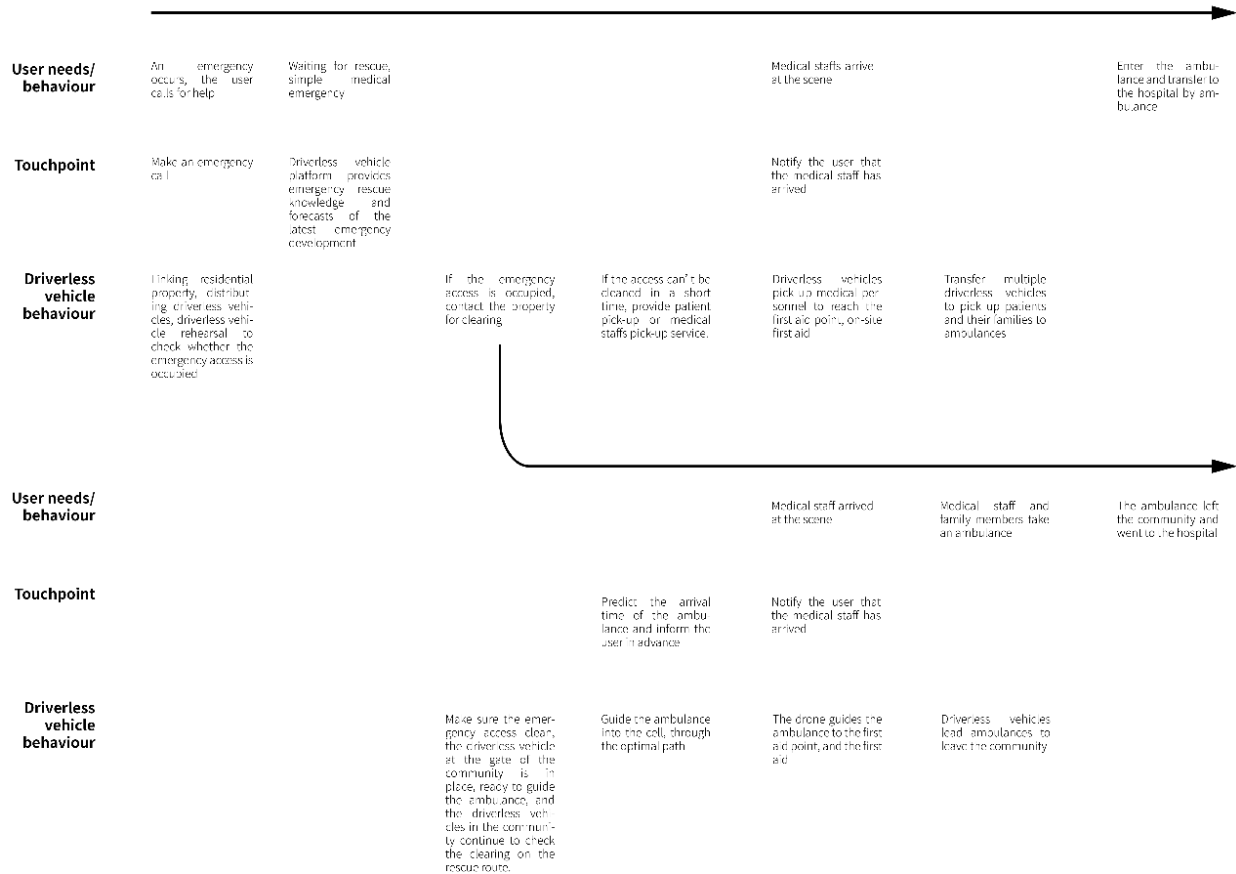 User needs/
behaviour
An emergency
occurs, the user
calls for help
Waiting for rescue,
simple medical
emergency
Medical staffs arrive
at the scene
Enter the ambu-
lance and transfer to
the hospital by am-
bulance
Touchpoint
Make an emergency
call
Driverless vehicle
platform provides
emergency rescue
knowledge and
forecasts of the
latest emergency
development
Notify the user that
the medical staff has
arrived
Driverless
vehicle
behaviour
Linking residential
property, distribut-
ing driverless vehi-
cles, driverless vehi-
cle rehearsal to
check whether the
emergency access is
occupied
If the emergency
access is occupied,
contact the property
for clearing
If the access can't be
cleaned in a short
time, provide patient
pick-up or medical
staffs pick-up service.
Driverless vehicles
pick up medical per-
sonnel to reach the
first aid point, on-site
first aid
Transfer multiple
driverless vehicles
to pick up patients
and their families to
ambulances
User needs/
behaviour
Medical staff arrived
at the scene
Medical staff and
family members take
an ambulance
The ambulance left
the community and
went to the hospital
Touchpoint
Predict the arrival
time of the ambu-
lance and inform the
user in advance
Notify the user that
the medical staff has
arrived
Driverless
vehicle
behaviour
Make sure the emer-
gency access clean,
the driverless vehicle
at the gate of the
community is in
place, ready to guide
the ambulance, and
the driverless vehi-
cles in the communi-
ty continue to check
the clearing on the
rescue route.
Guide the ambulance
into the cell, through
the optimal path
The drone guides the
ambulance to the first
aid point, and the first
aid
Driverless vehicles
lead ambulances to
leave the community